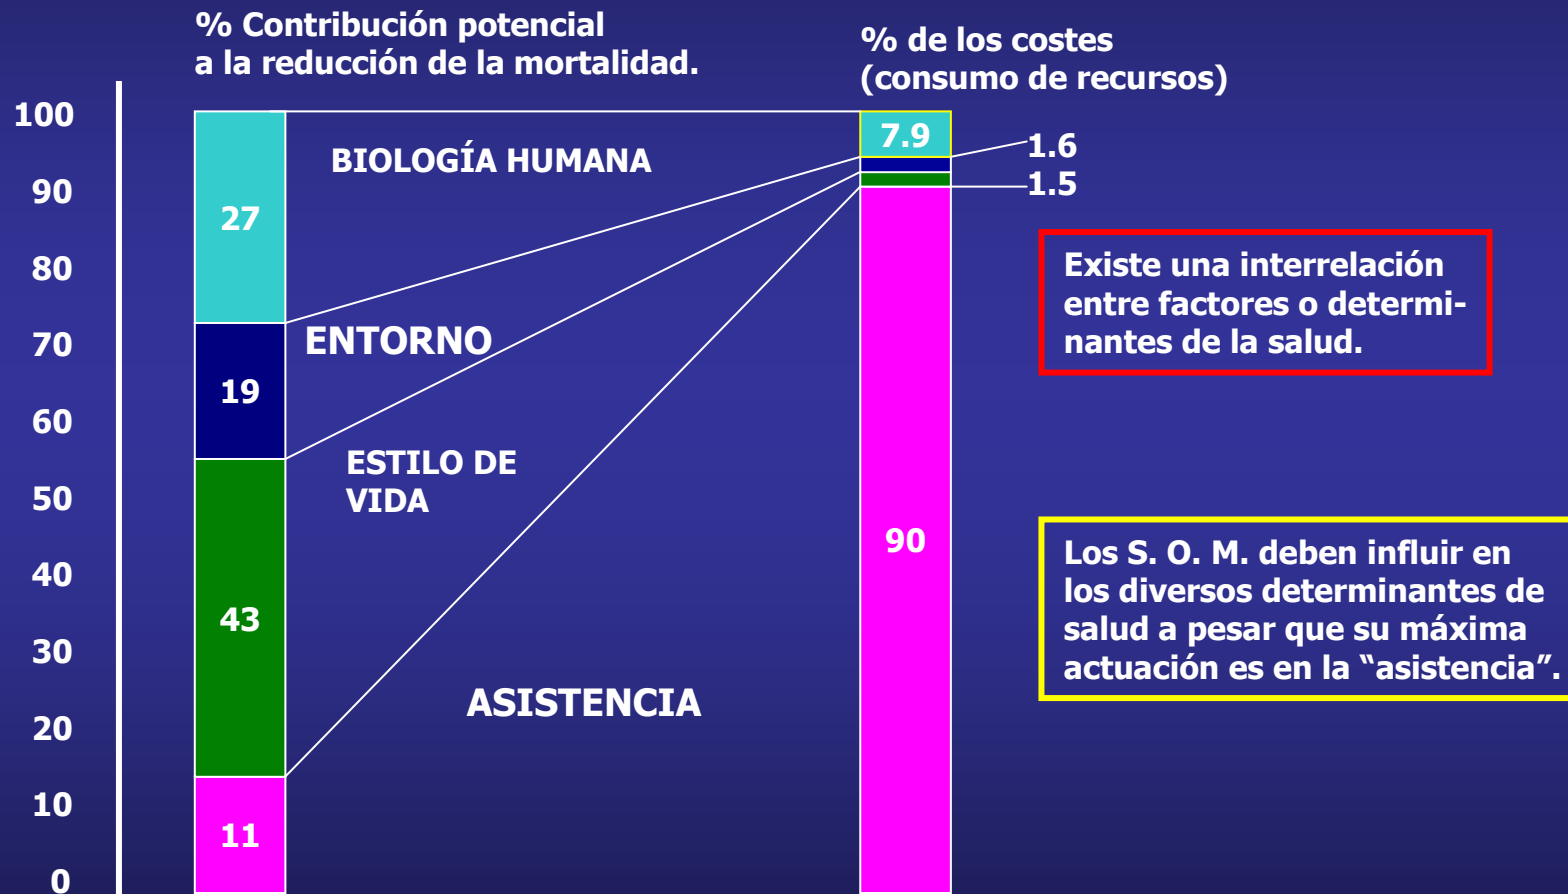 % Contribución potencial
a la reducción de la mortalidad.
% de los costes
(consumo de recursos)
100
90
80
70
60
50
40
30
20
10
0
27
19
43
11
BIOLOGÍA HUMANA
ENTORNO
ESTILO DE
VIDA
ASISTENCIA
7.9
1.6
1.5
90
Existe una interrelación
entre factores o determi-
nantes de la salud.
Los S. O. M. deben influir en
los diversos determinantes de
salud a pesar que su máxima
actuación es en la “asistencia”.